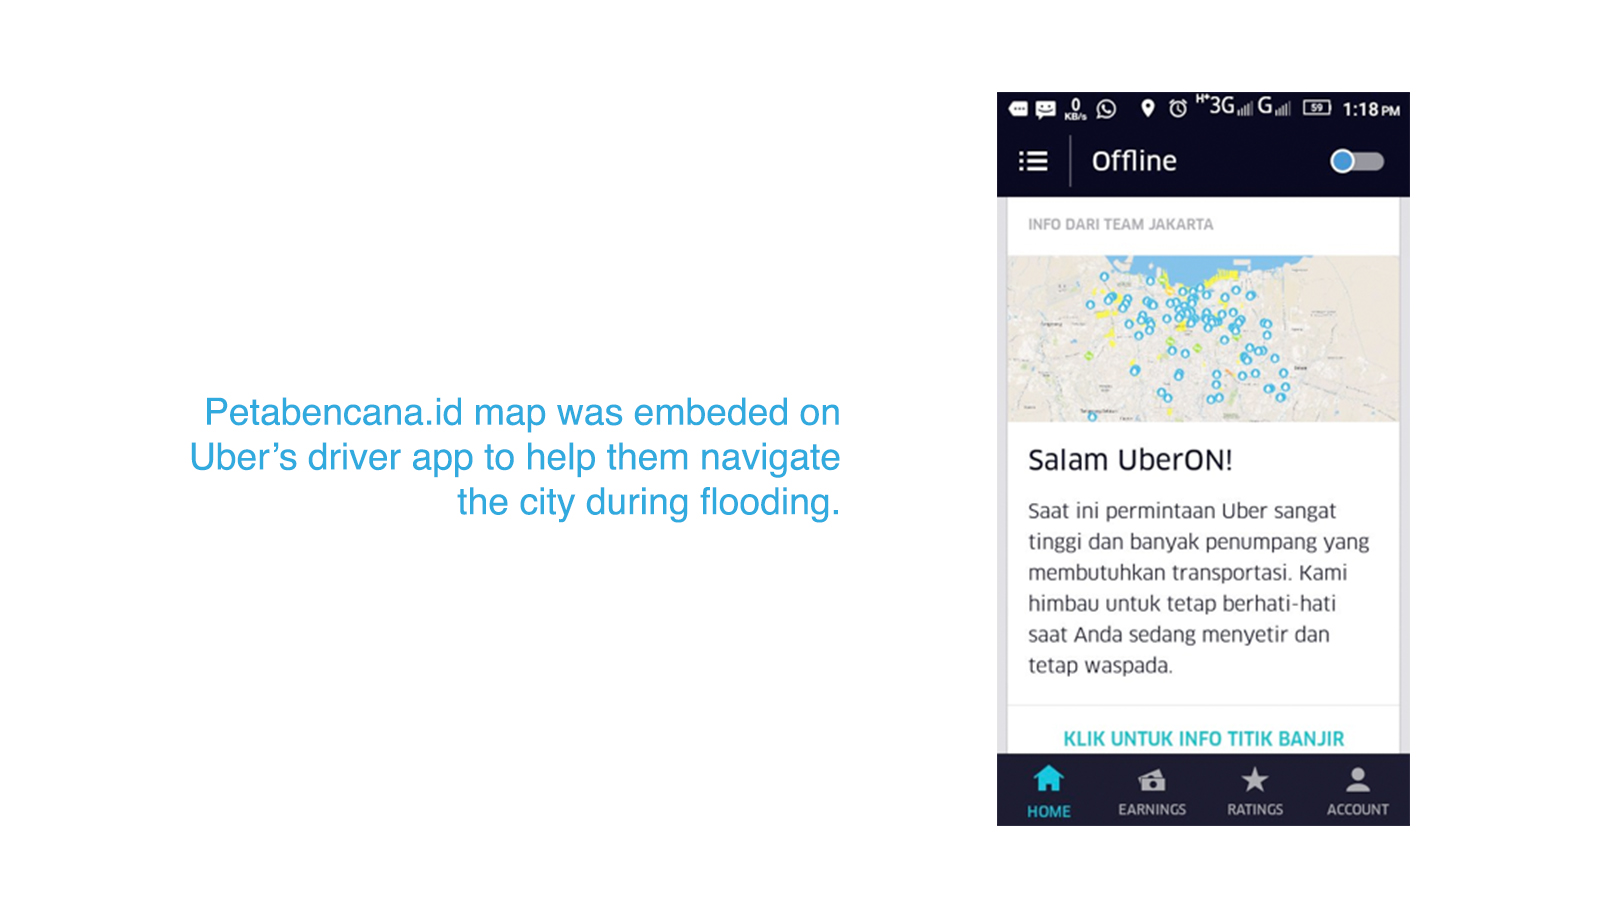 Petabencana.id map was embeded on
Uber’s driver app to help them navigate
the city during flooding.
0
KB/s
H+3G G 59 1:18 PM
Offline
INFO DARI TEAM JAKARTA
Salam UberON!
Saat ini permintaan Uber sangat
tinggi dan banyak penumpang yang
membutuhkan transportasi. Kami
himbau untuk tetap berhati-hati
saat Anda sedang menyetir dan
tetap waspada.
KLIK UNTUK INFO TITIK BANJIR
HOME EARNINGS RATINGS ACCOUNT